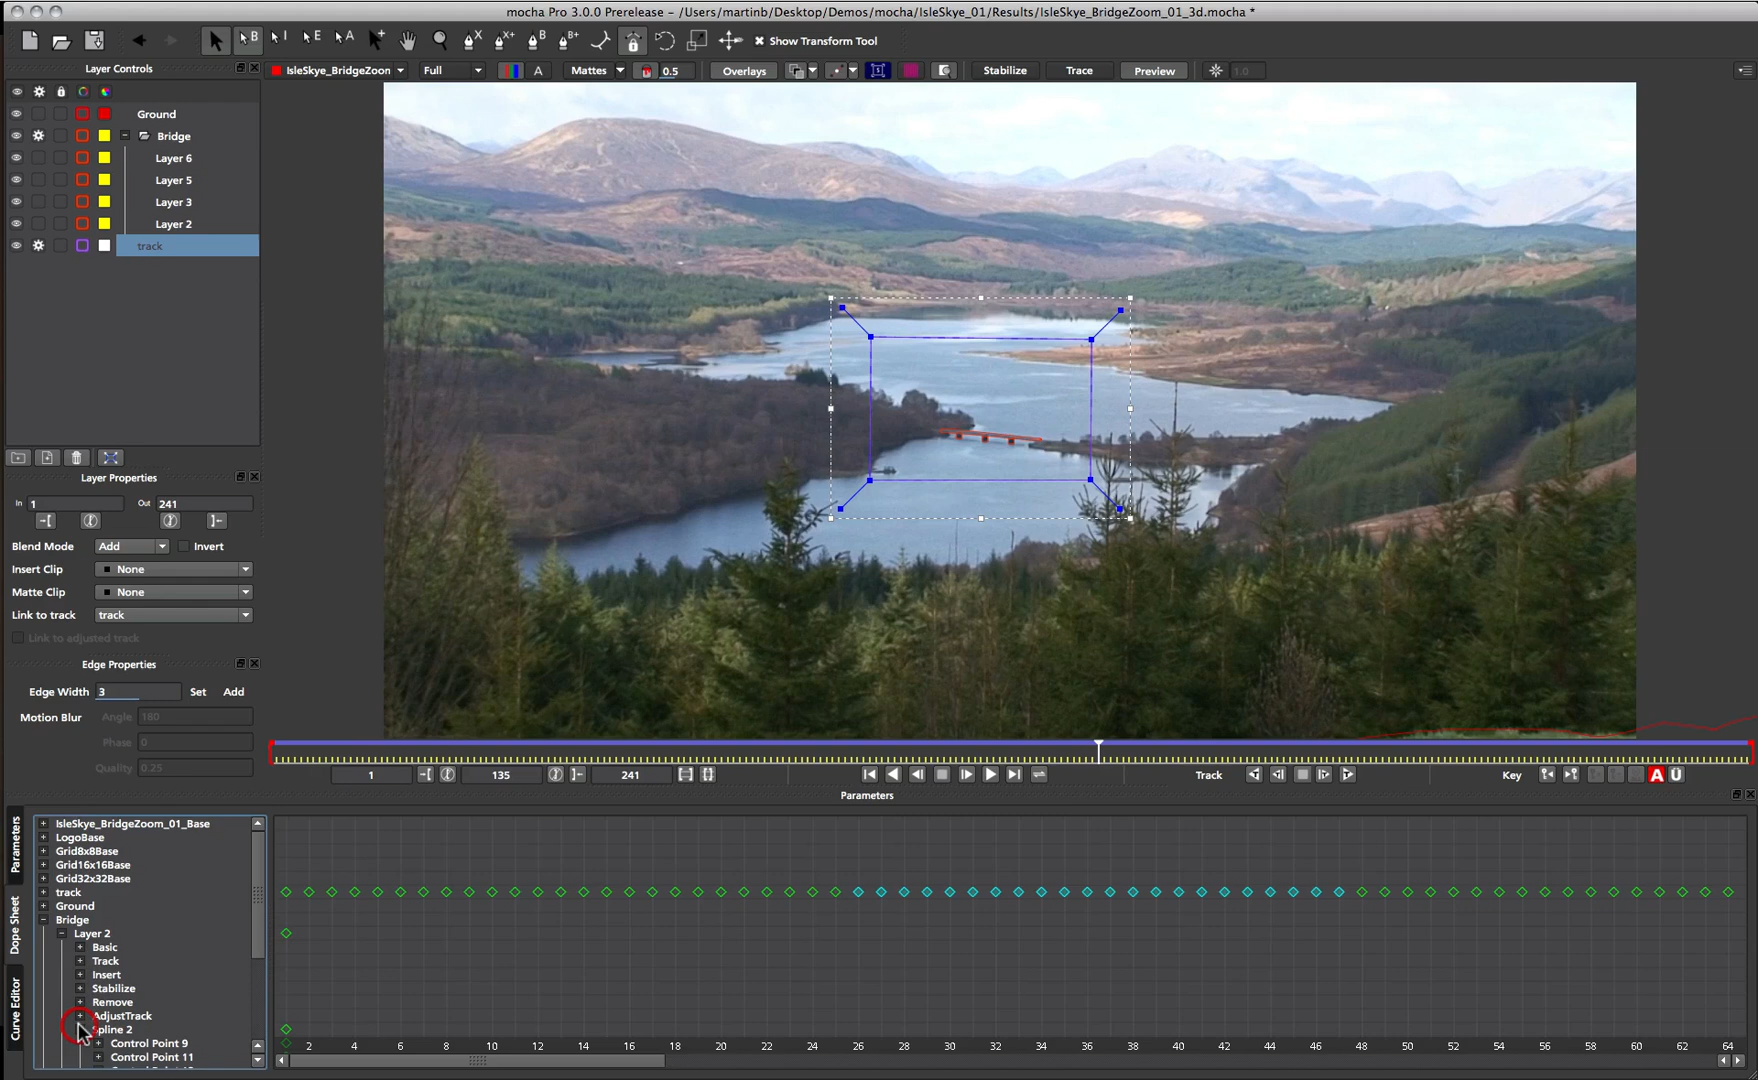 mocha Pro 3.0.0 Prerelease - /Users/martinb/Desktop/Demos/mocha/IsleSkye_01/Results/IsleSkye_BridgeZoom_01_3d.mocha *
B I E A X X+ B B+ Show Transform Tool
Layer Controls
IsleSkye_BridgeZoon Full A Mattes 0.5 Overlays Stabilize Trace Preview 1.0
Ground
Bridge
Layer 6
Layer 5
Layer 3
Layer 2
track
Layer Properties
In 1 Out 241
Blend Mode Add Invert
Insert Clip None
Matte Clip None
Link to track track
Link to adjusted track
Edge Properties
Edge Width 3 Set Add
Motion Blur Angle 180
Phase 0
Quality 0.25
1 135 241 Track Key A Ü
Parameters
Parameters
Dope Sheet
Curve Editor
IsleSkye_BridgeZoom_01_Base
LogoBase
Grid8x8Base
Grid16x16Base
Grid32x32Base
track
Ground
Bridge
Layer 2
Basic
Track
Insert
Stabilize
Remove
AdjustTrack
Spline 2
Control Point 9
Control Point 11
2 4 6 8 10 12 14 16 18 20 22 24 26 28 30 32 34 36 38 40 42 44 46 48 50 52 54 56 58 60 62 64